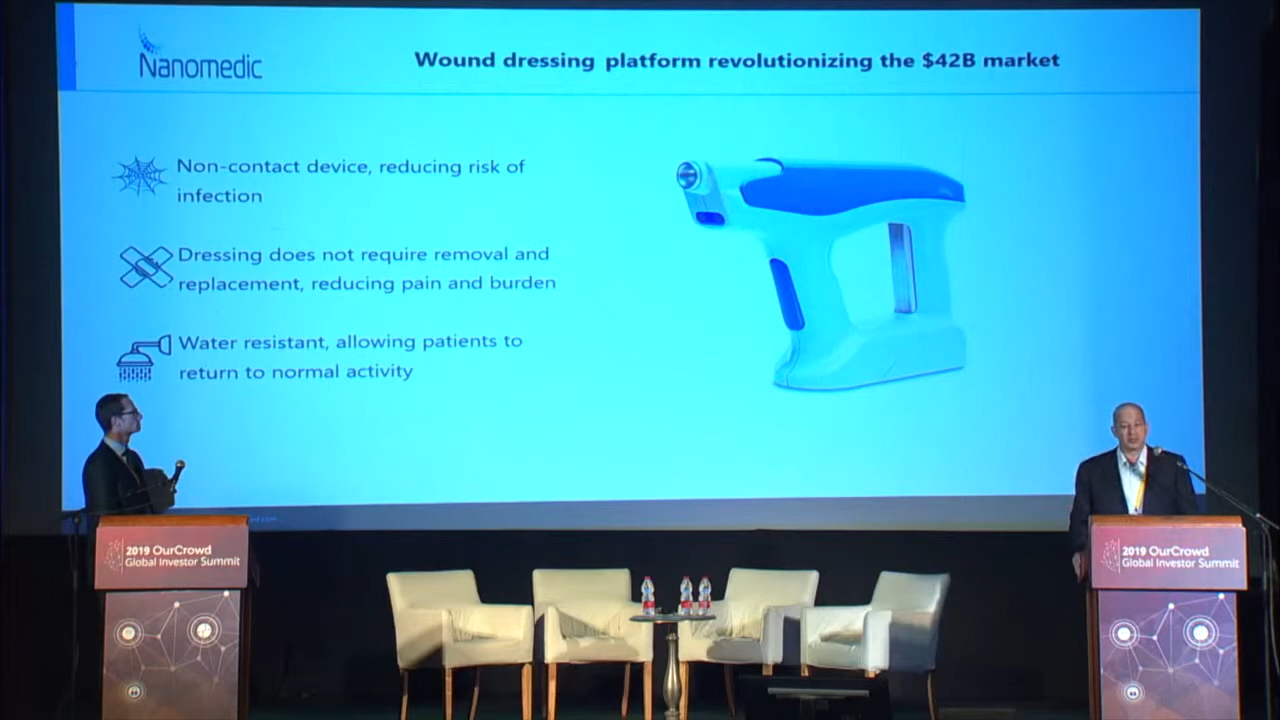 Nanomedic
Wound dressing platform revolutionizing the $42B market
Non-contact device, reducing risk of
infection
Dressing does not require removal and
replacement, reducing pain and burden
Water resistant, allowing patients to
return to normal activity
2019 OurCrowd
Global Investor Summit
2019 OurCrowd
Global Investor Summit